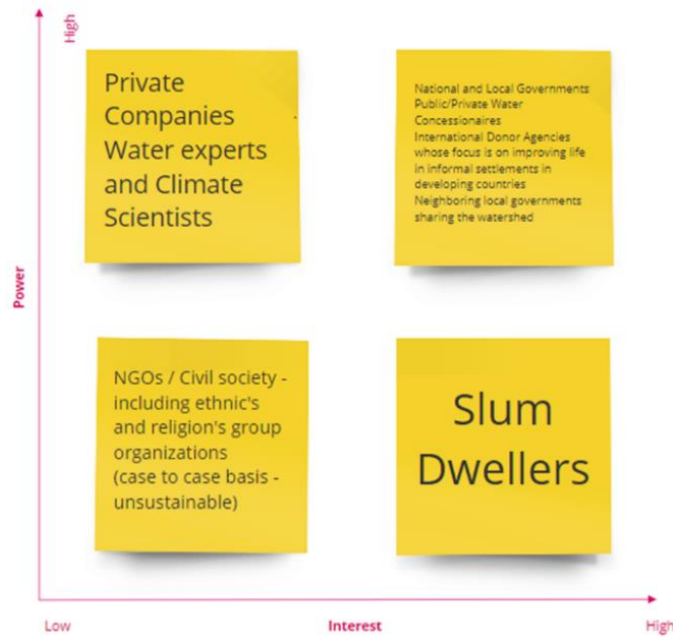 High
Private
Companies
Water experts
and Climate
Scientists
National and Local Governments
Public/Private Water
Concessionaires
International Donor Agencies
whose focus is on improving life
in informal settlements in
developing countries
Neighboring local governments
sharing the watershed
Power
NGOs / Civil society -
including ethnic's
and religion's group
organizations
(case to case basis -
unsustainable)
Slum
Dwellers
Low
Interest
High